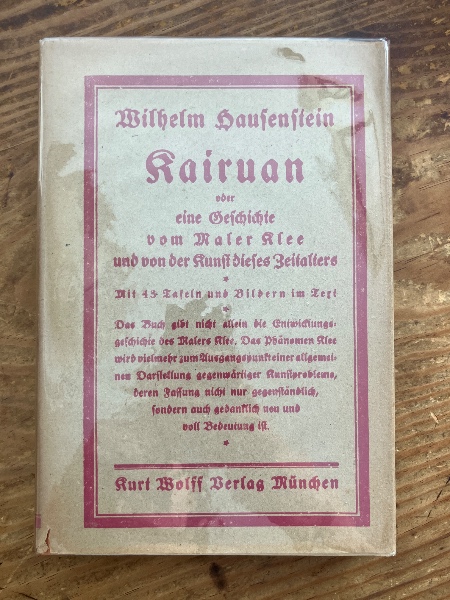 Wilhelm Hausenstein
Kairuan
oder
eine Geschichte
vom Maler Klee
und von der Kunst dieses Zeitalters
*
Mit 43 Tafeln und Bildern im Text
*
Das Buch gibt nicht allein die Entwicklungs-
geschichte des Malers Klee. Das Phänomen Klee
wird vielmehr zum Ausgangspunkt einer allgemei-
nen Darstellung gegenwärtiger Kunstprobleme,
deren Fassung nicht nur gegenständlich,
sondern auch gedanklich neu und
voll Bedeutung ist.
*
Kurt Wolff Verlag München